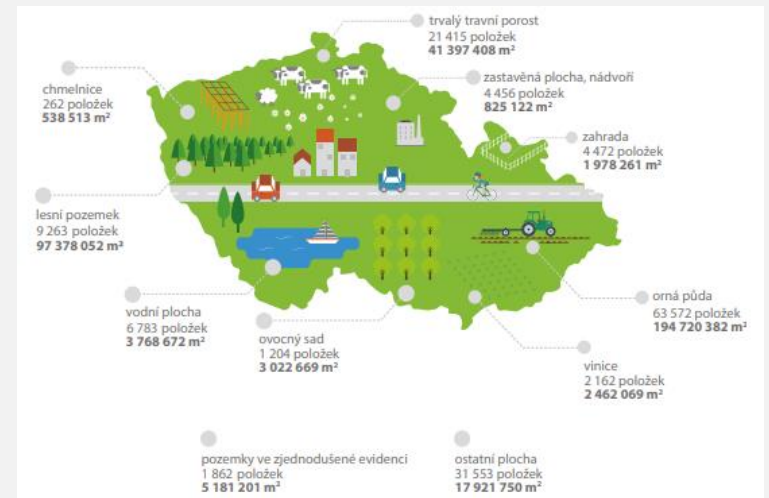 trvalý travní porost
21 415 položek
41 397 408 m²
chmelnice
262 položek
538 513 m²
zastavěná plocha, nádvoří
4 456 položek
825 122 m²
zahrada
4 472 položek
1 978 261 m²
lesní pozemek
9 263 položek
97 378 052 m²
vodní plocha
6 783 položek
3 768 672 m²
ovocný sad
1 204 položek
3 022 669 m²
orná půda
63 572 položek
194 720 382 m²
vinice
2 162 položek
2 462 069 m²
pozemky ve zjednodušené evidenci
1 862 položek
5 181 201 m²
ostatní plocha
31 553 položek
17 921 750 m²